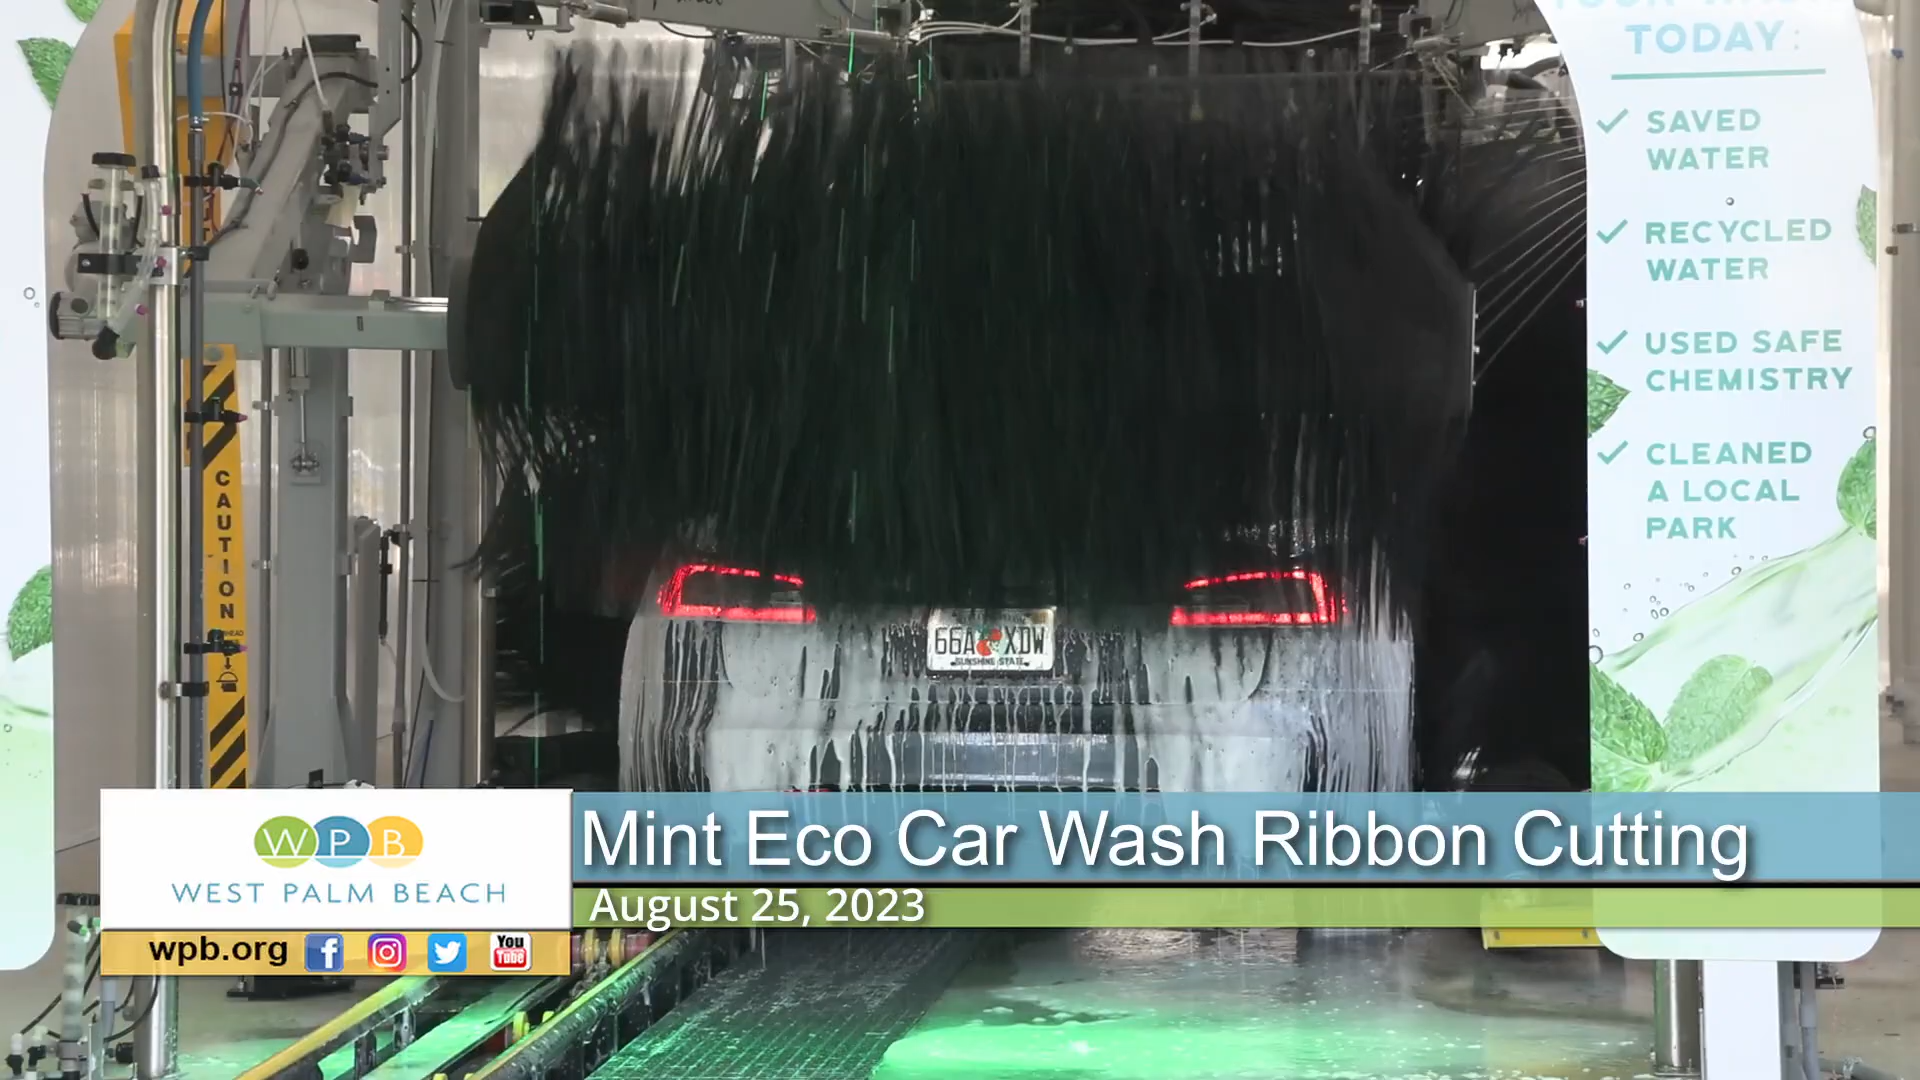 TODAY:
SAVED
WATER
RECYCLED
WATER
USED SAFE
CHEMISTRY
CLEANED
A LOCAL
PARK
CAUTION
66A XDW
SUNSHINE STATE
WPB
WEST PALM BEACH
wpb.org
You
Tube
Mint Eco Car Wash Ribbon Cutting
August 25, 2023